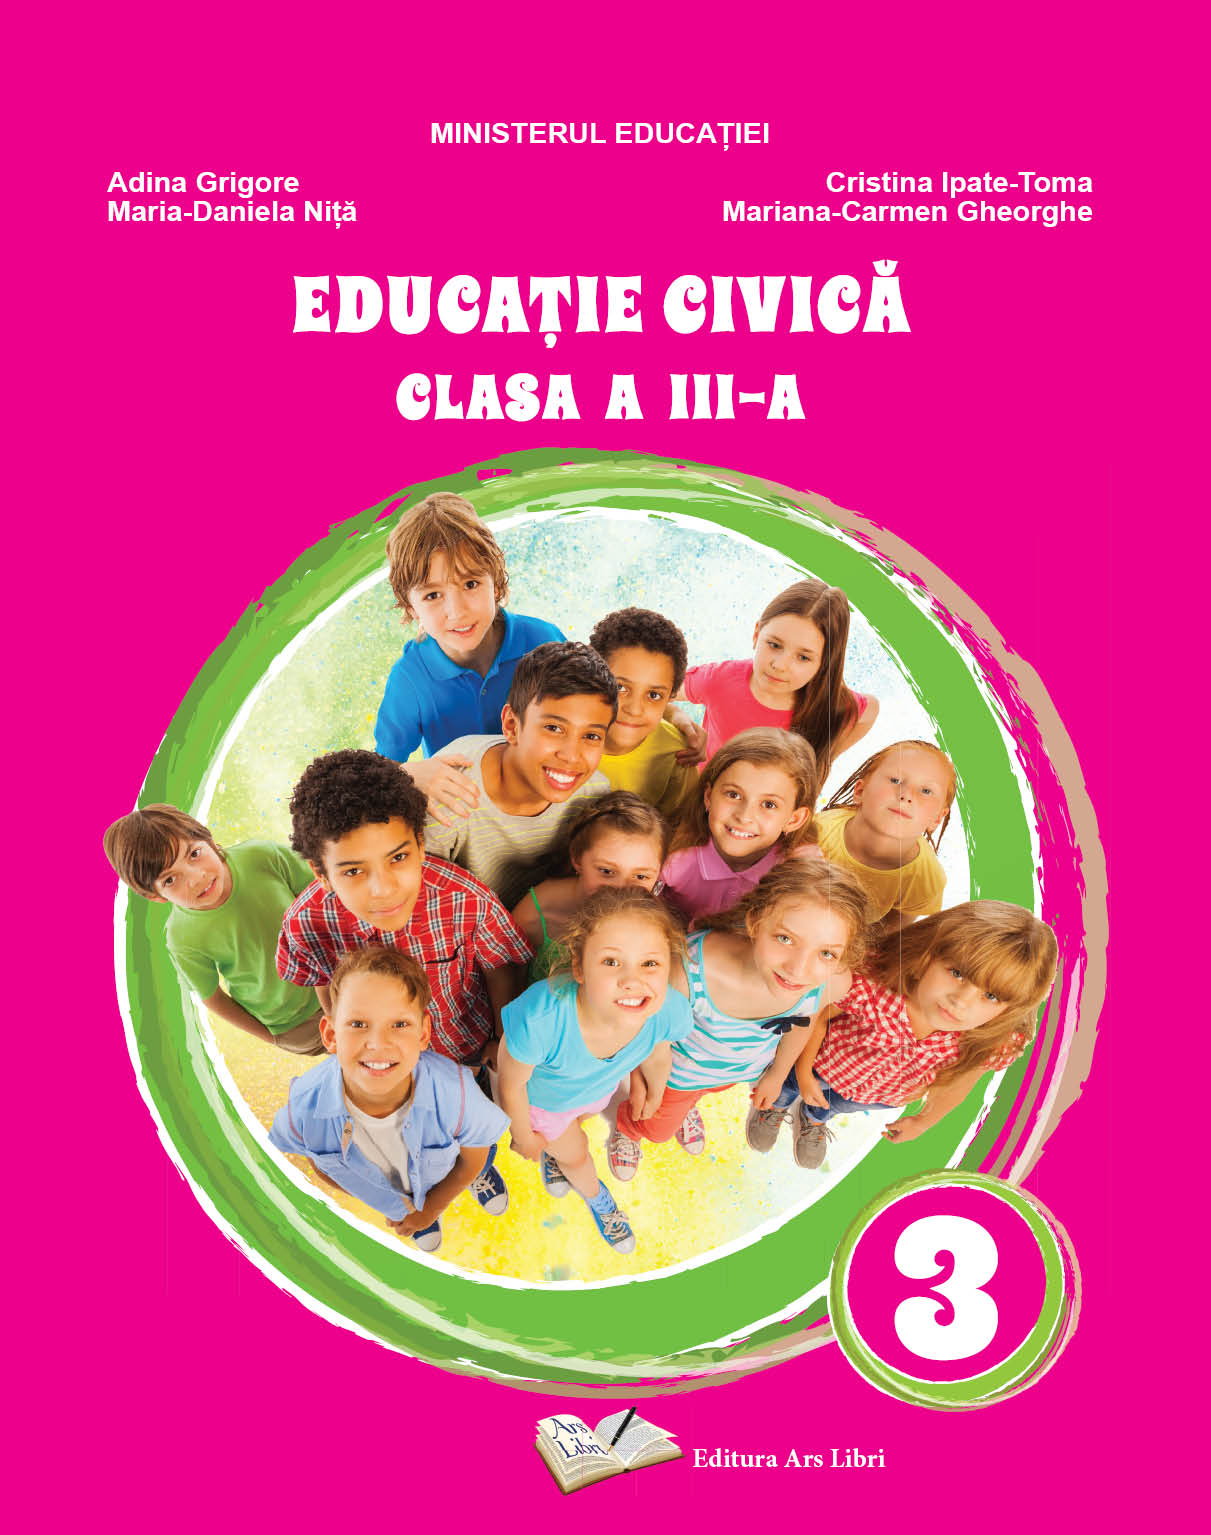 MINISTERUL EDUCAȚIEI
Adina Grigore
Maria-Daniela Niță
Cristina Ipate-Toma
Mariana-Carmen Gheorghe
EDUCAȚIE CIVICĂ
CLASA A III-A
3
Ars
Libri
Editura Ars Libri